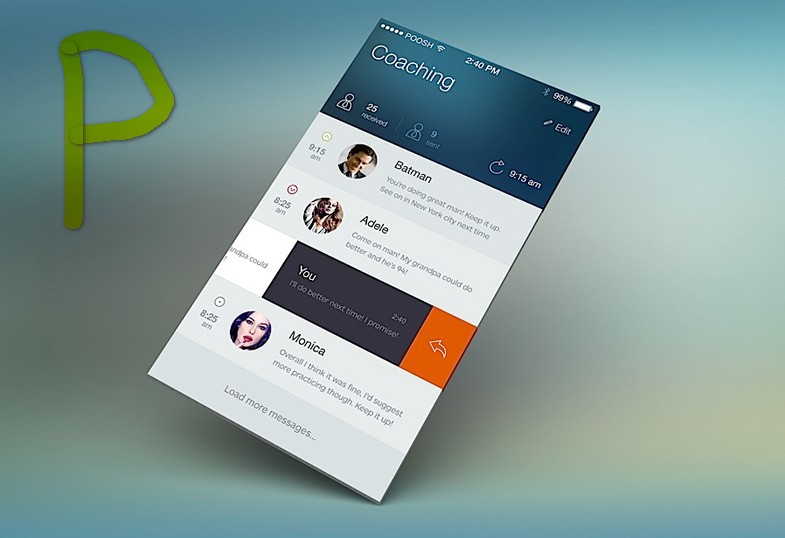 P
POOSH 2:40 PM 99%
Coaching
25 received 9 sent Edit
9:15 am
Batman
9:15 am
You're doing great man! Keep it up.
See on in New York city next time
Adele
8:25 am
Come on man! My grandpa could do
better and he's 94!
andpa could
!
You
I'll do better next time! I promise!
2:40
Monica
8:25 am
Overall I think it was fine, I'd suggest
more practicing though. Keep it up!
Load more messages...